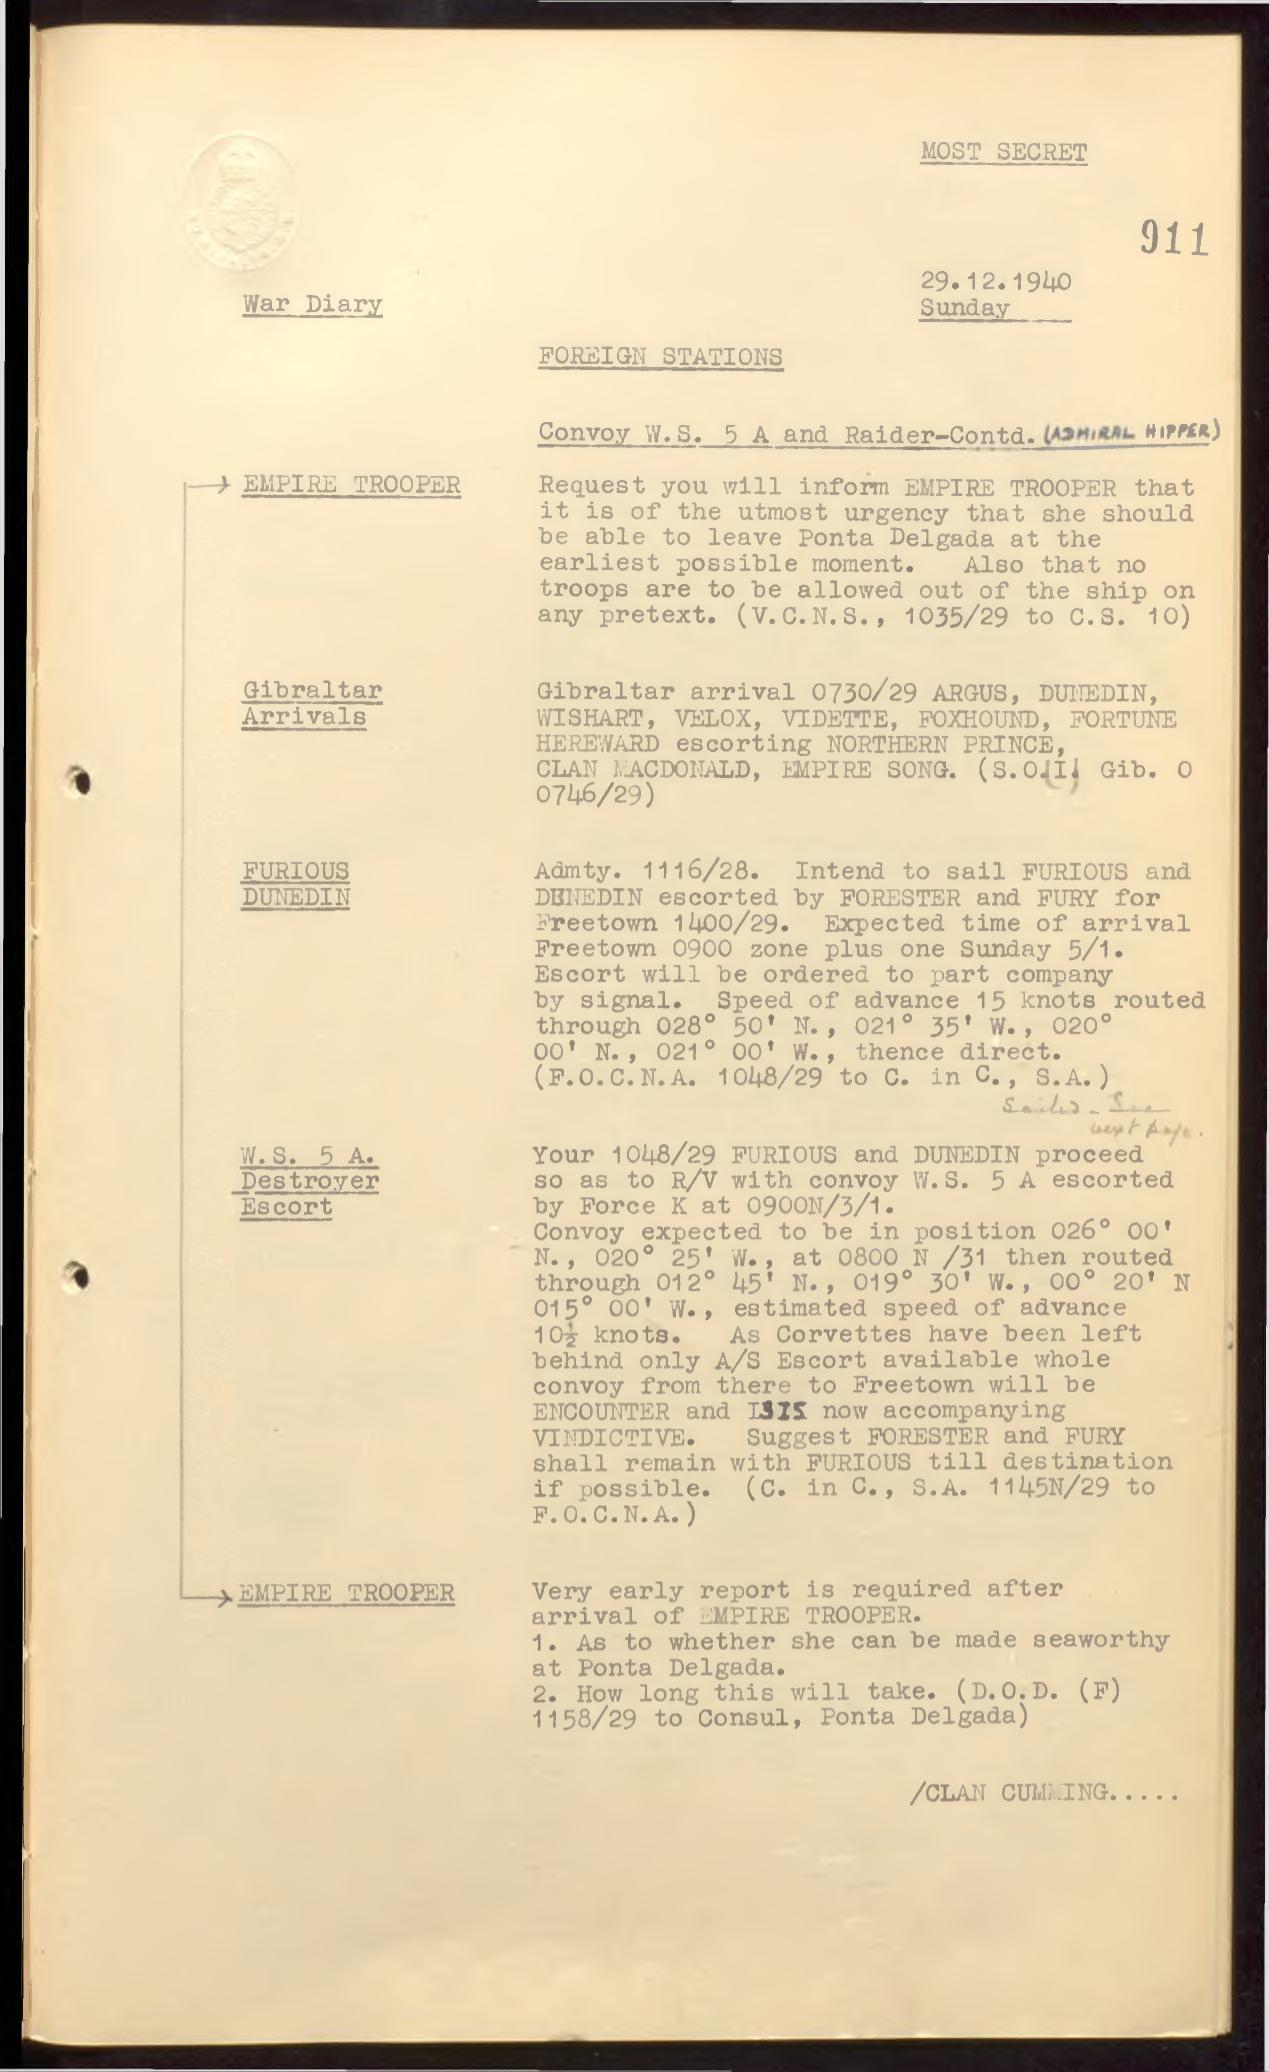 MOST SECRET
911
29.12.1940
War Diary
Sunday
FOREIGN STATIONS
Convoy W.S. 5 A and Raider-Contd. (ADMIRAL HIPPER)
EMPIRE TROOPER
Request you will inform EMPIRE TROOPER that
it is of the utmost urgency that she should
be able to leave Ponta Delgada at the
earliest possible moment. Also that no
troops are to be allowed out of the ship on
any pretext. (V.C.N.S., 1035/29 to C.S. 10)
Gibraltar
Arrivals
Gibraltar arrival 0730/29 ARGUS, DUNEDIN,
WISHART, VELOX, VIDETTE, FOXHOUND, FORTUNE
HEREWARD escorting NORTHERN PRINCE,
CLAN MACDONALD, EMPIRE SONG. (S.O.(I) Gib. 0
0746/29)
FURIOUS
DUNEDIN
Admty. 1116/28. Intend to sail FURIOUS and
DUNEDIN escorted by FORESTER and FURY for
Freetown 1400/29. Expected time of arrival
Freetown 0900 zone plus one Sunday 5/1.
Escort will be ordered to part company
by signal. Speed of advance 15 knots routed
through 028° 50' N., 021° 35' W., 020°
00' N., 021° 00' W., thence direct.
(F.O.C.N.A. 1048/29 to C. in C., S.A.)
Sailed - See
next page.
W.S. 5 A.
Destroyer
Escort
Your 1048/29 FURIOUS and DUNEDIN proceed
so as to R/V with convoy W.S. 5 A escorted
by Force K at 0900N/3/1.
Convoy expected to be in position 026° 00'
N., 020° 25' W., at 0800 N /31 then routed
through 012° 45' N., 019° 30' W., 00° 20' N
015° 00' W., estimated speed of advance
10½ knots. As Corvettes have been left
behind only A/S Escort available whole
convoy from there to Freetown will be
ENCOUNTER and ISIS now accompanying
VINDICTIVE. Suggest FORESTER and FURY
shall remain with FURIOUS till destination
if possible. (C. in C., S.A. 1145N/29 to
F.O.C.N.A.)
EMPIRE TROOPER
Very early report is required after
arrival of EMPIRE TROOPER.
1. As to whether she can be made seaworthy
at Ponta Delgada.
2. How long this will take. (D.O.D. (F)
1158/29 to Consul, Ponta Delgada)
/CLAN CUMMING.....